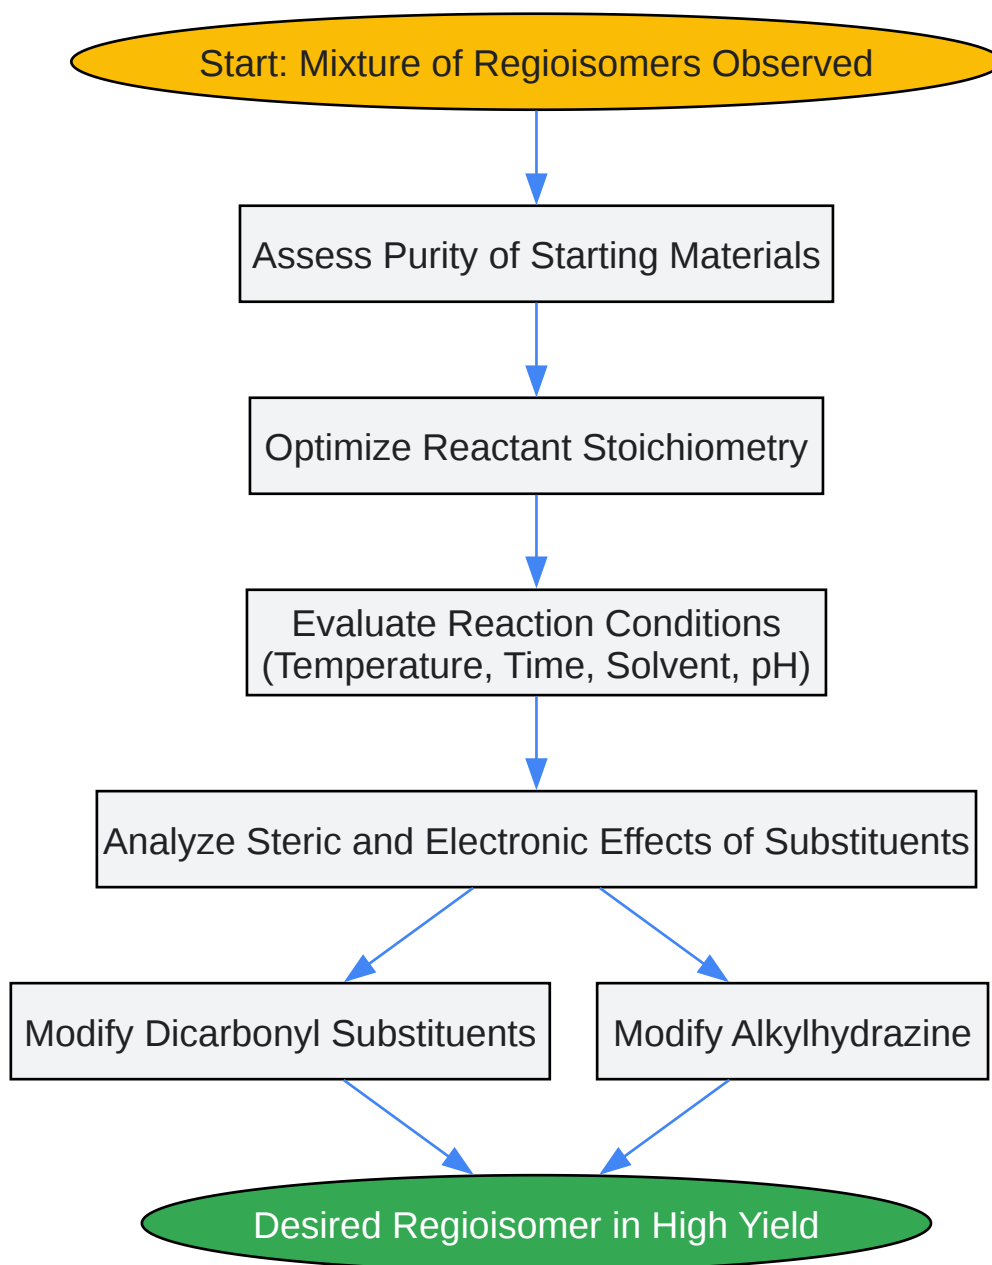 Start: Mixture of Regioisomers Observed
Assess Purity of Starting Materials
Optimize Reactant Stoichiometry
Evaluate Reaction Conditions
(Temperature, Time, Solvent, pH)
Analyze Steric and Electronic Effects of Substituents
Modify Dicarbonyl Substituents
Modify Alkylhydrazine
Desired Regioisomer in High Yield